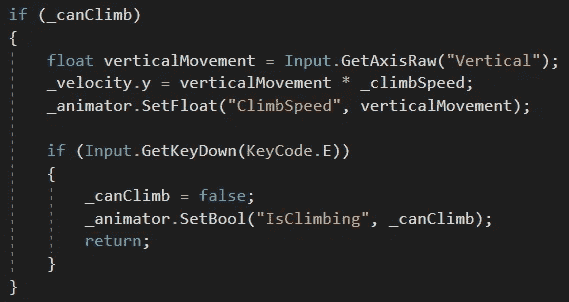 if (_canClimb)
{
    float verticalMovement = Input.GetAxisRaw("Vertical");
    _velocity.y = verticalMovement * _climbSpeed;
    _animator.SetFloat("ClimbSpeed", verticalMovement);

    if (Input.GetKeyDown(KeyCode.E))
    {
        _canClimb = false;
        _animator.SetBool("IsClimbing", _canClimb);
        return;
    }
}